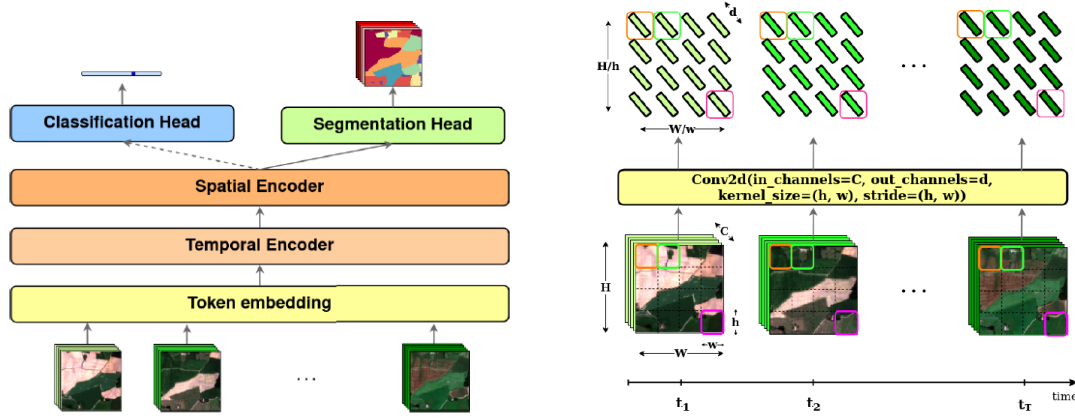 Classification Head
Segmentation Head
Spatial Encoder
Temporal Encoder
Token embedding
...
d
H/h
W/w
...
Conv2d(in_channels=C, out_channels=d,
kernel_size=(h, w), stride=(h, w))
C
H
h
w
W
...
t1
t2
tT
time